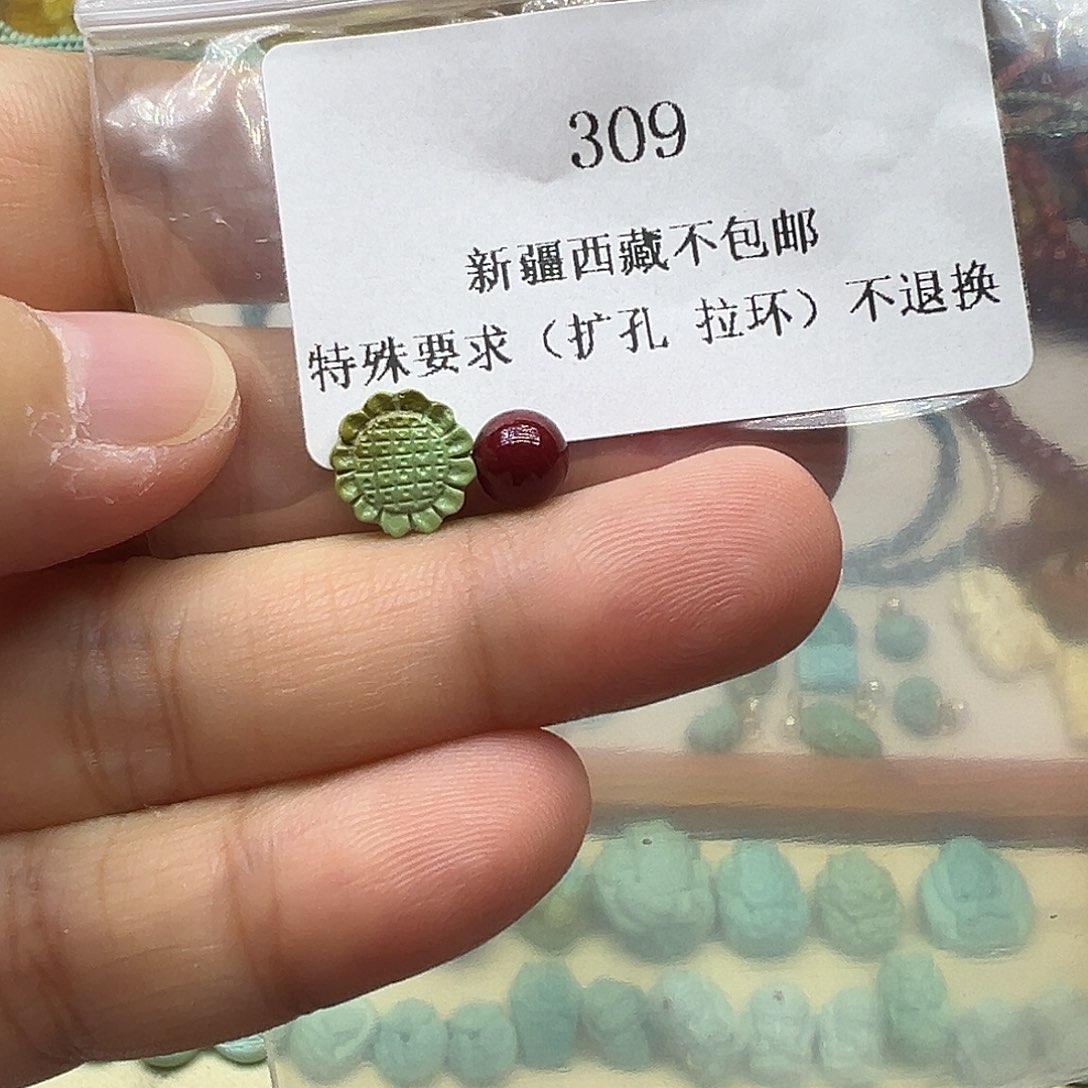 309
新疆西藏不包邮
特殊要求（扩孔 拉环）不退换